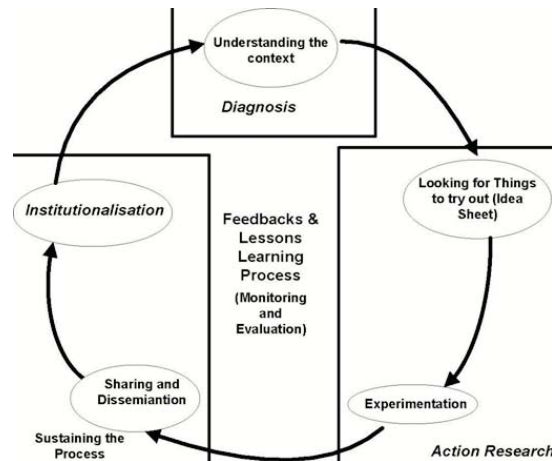 Understanding the
context
Diagnosis
Looking for Things
to try out (Idea
Sheet)
Institutionalisation
Feedbacks &
Lessons
Learning
Process
(Monitoring
and
Evaluation)
Sharing and
Dissemiantion
Experimentation
Sustaining the
Process
Action Research